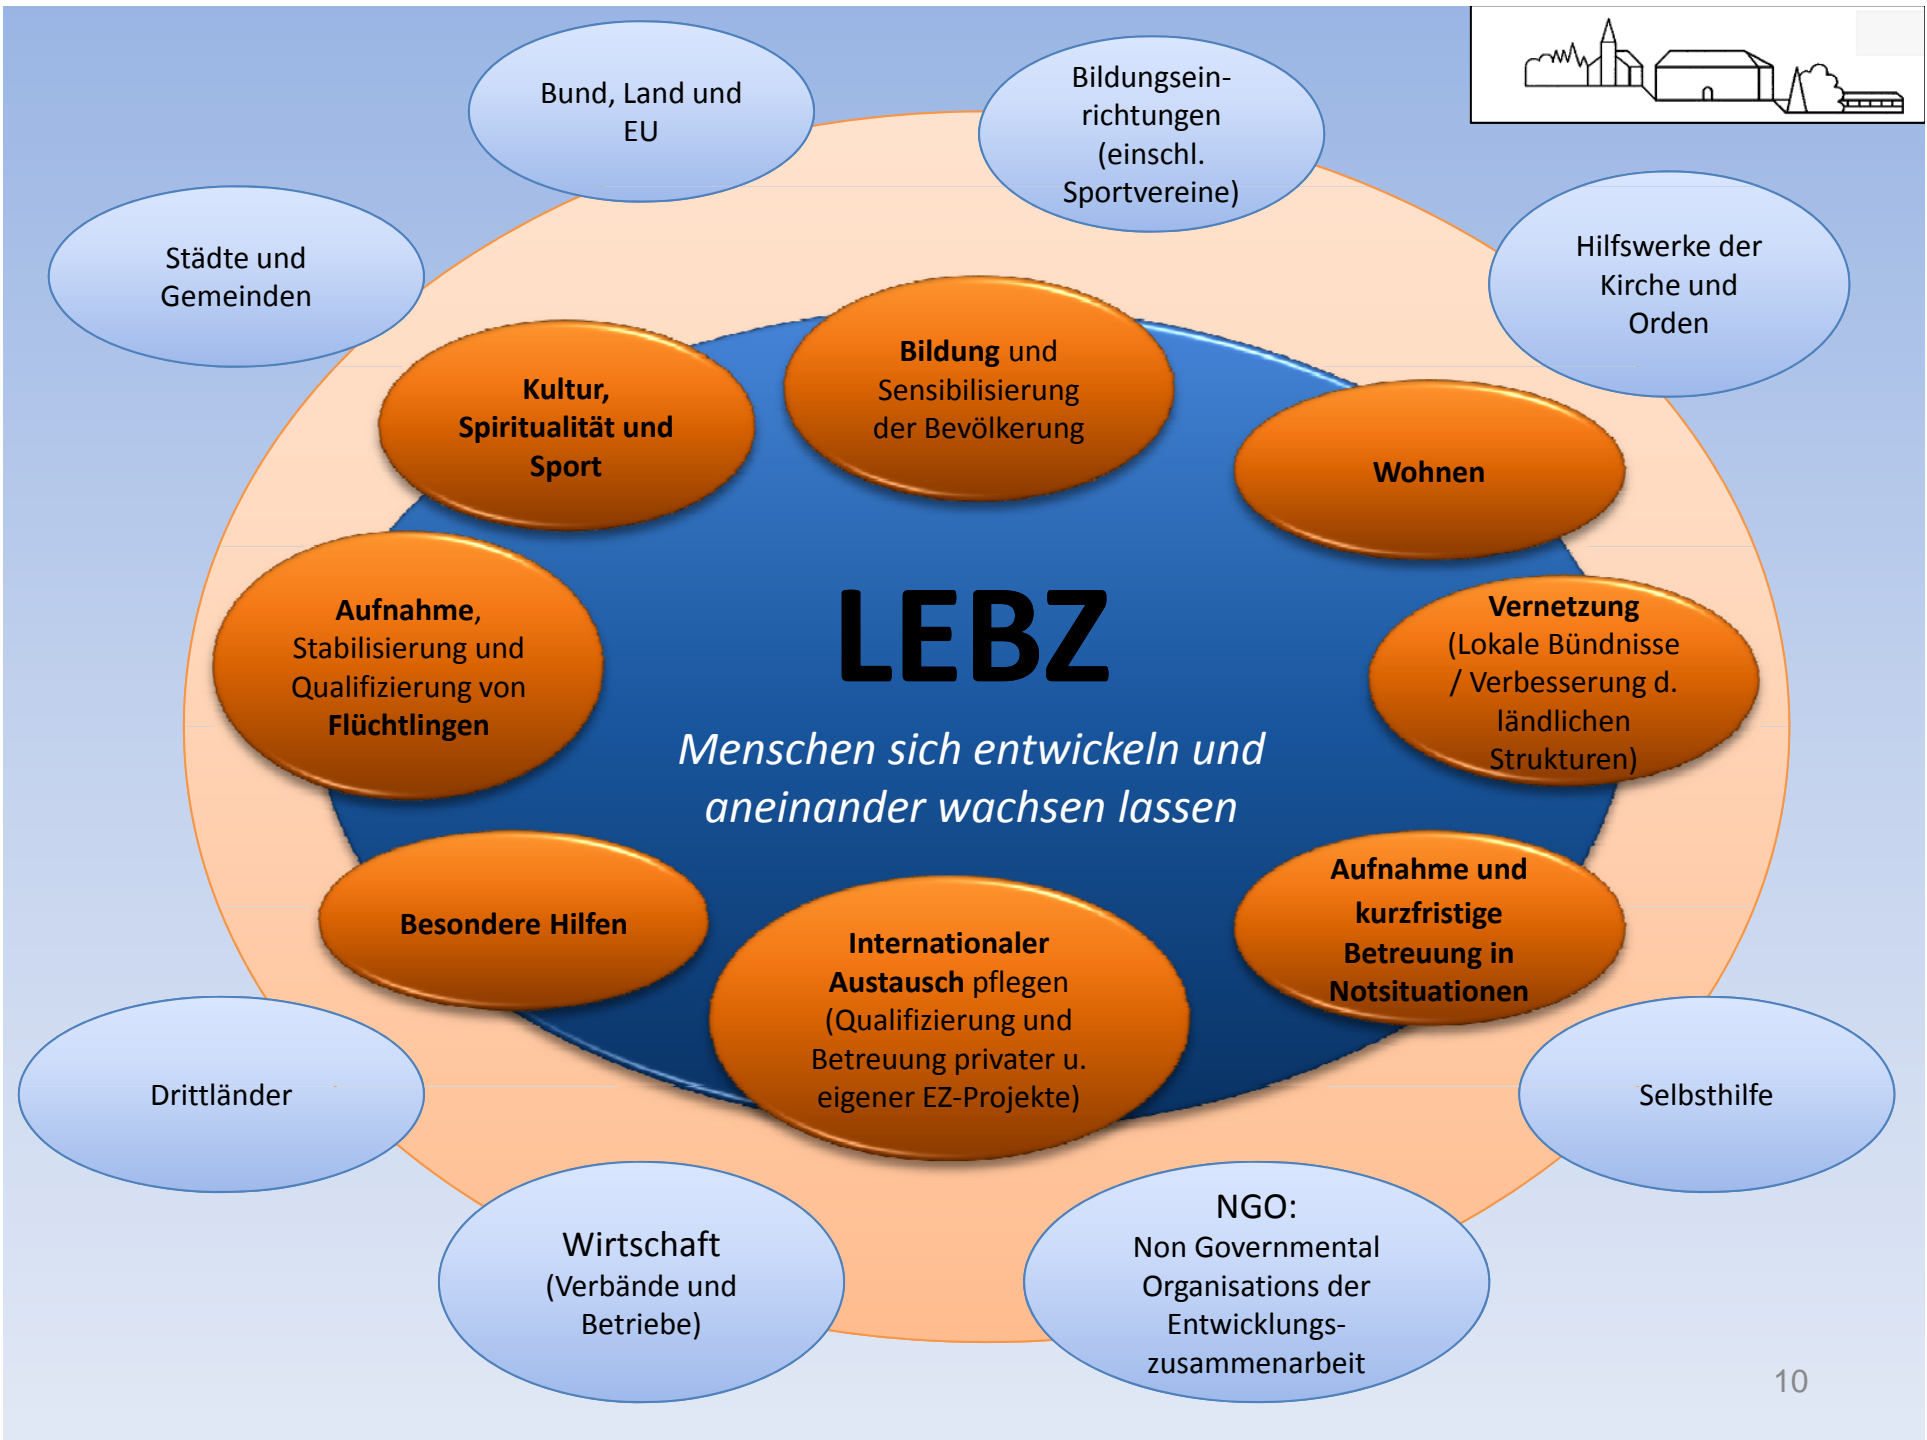 Bund, Land und
EU
Bildungsein-
richtungen
(einschl.
Sportvereine)
Städte und
Gemeinden
Hilfswerke der
Kirche und
Orden
Kultur,
Spiritualität und
Sport
Bildung und
Sensibilisierung
der Bevölkerung
Wohnen
Aufnahme,
Stabilisierung und
Qualifizierung von
Flüchtlingen
LEBZ
Menschen sich entwickeln und
aneinander wachsen lassen
Vernetzung
(Lokale Bündnisse
/ Verbesserung d.
ländlichen
Strukturen)
Besondere Hilfen
Internationaler
Austausch pflegen
(Qualifizierung und
Betreuung privater u.
eigener EZ-Projekte)
Aufnahme und
kurzfristige
Betreuung in
Notsituationen
Drittländer
Selbsthilfe
Wirtschaft
(Verbände und
Betriebe)
NGO:
Non Governmental
Organisations der
Entwicklungs-
zusammenarbeit
10